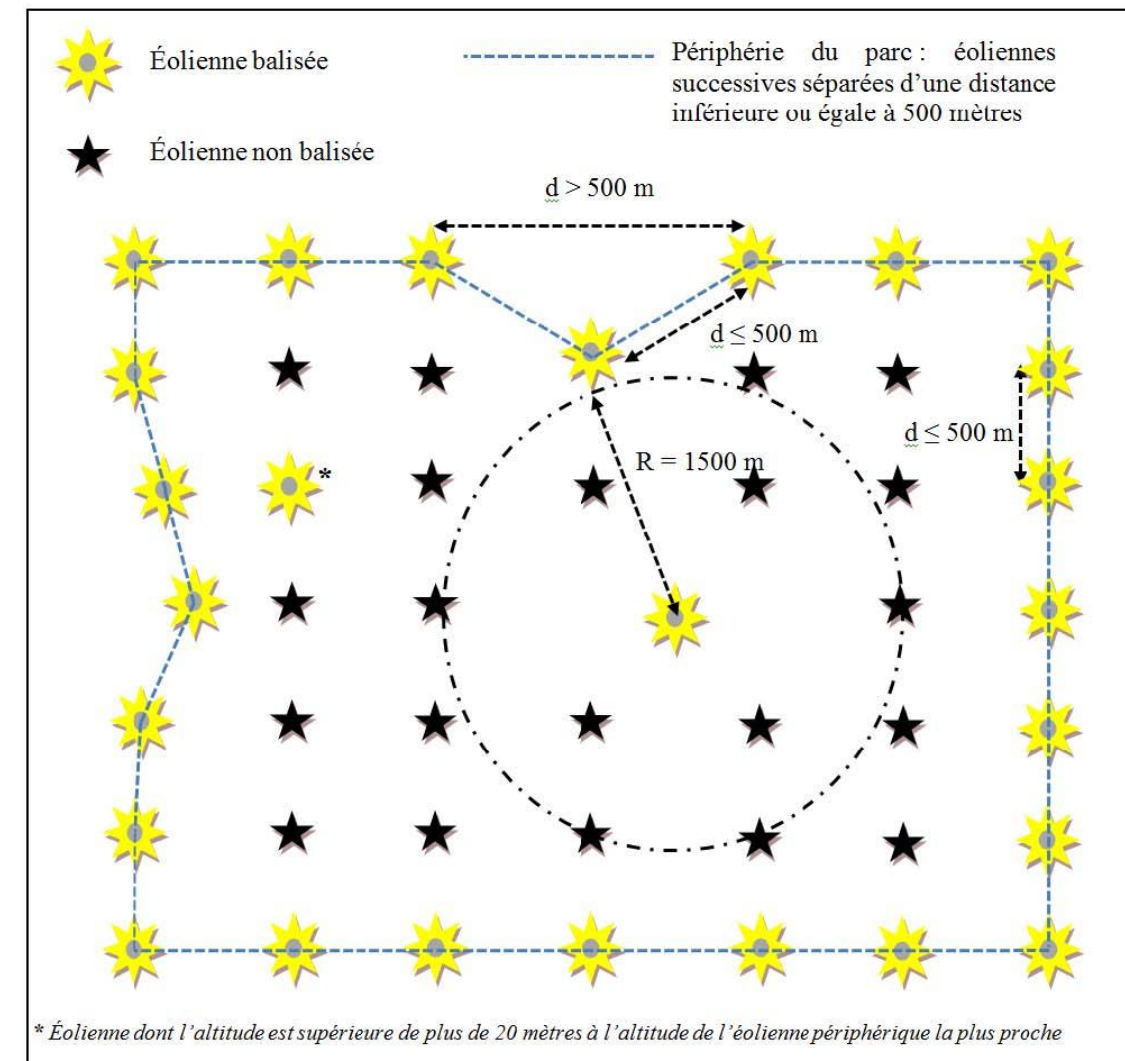 Éolienne balisée
Périphérie du parc : éoliennes
successives séparées d’une distance
inférieure ou égale à 500 mètres
Éolienne non balisée
d > 500 m
d ≤ 500 m
d ≤ 500 m
R = 1500 m
*
* Éolienne dont l’altitude est supérieure de plus de 20 mètres à l’altitude de l’éolienne périphérique la plus proche